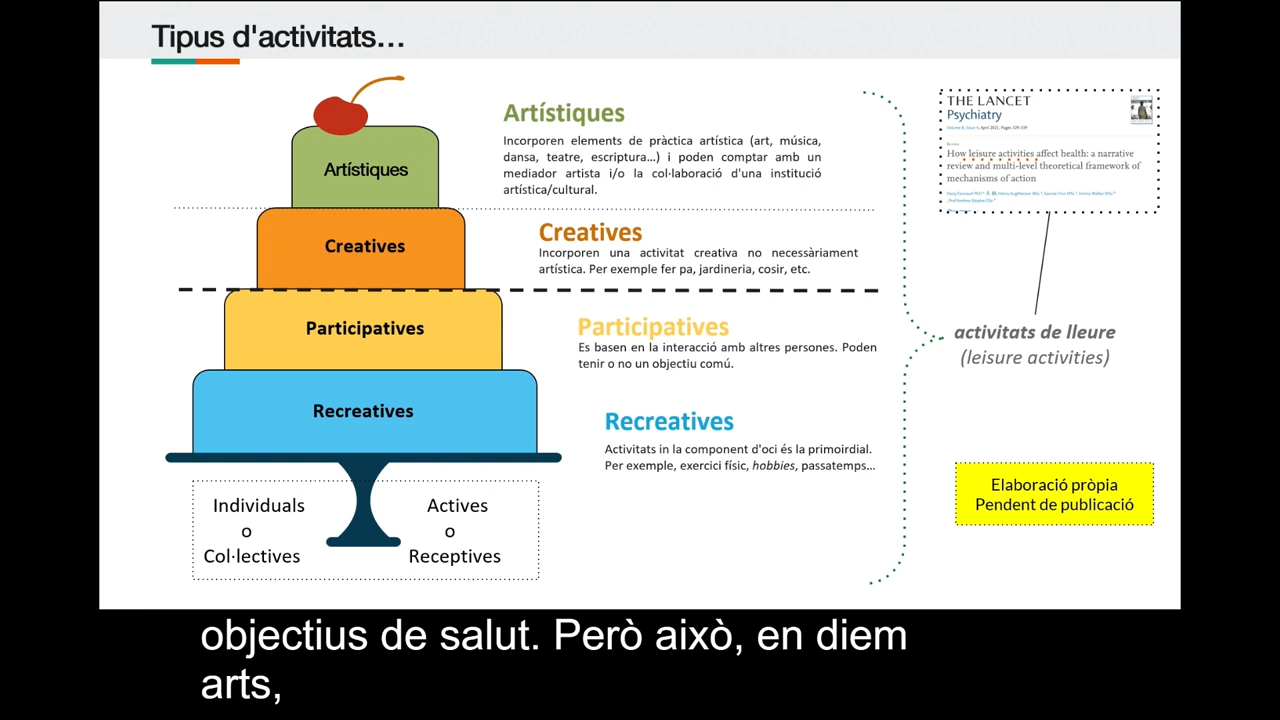 Tipus d'activitats...
Artístiques
Creatives
Participatives
Recreatives
Individuals
o
Col·lectives
Actives
o
Receptives
Artístiques
Incorporen elements de pràctica artística (art, música,
dansa, teatre, escriptura...) i poden comptar amb un
mediador artista i/o la col·laboració d'una institució
artística/cultural.
Creatives
Incorporen una activitat creativa no necessàriament
artística. Per exemple fer pa, jardineria, cosir, etc.
Participatives
Es basen en la interacció amb altres persones. Poden
tenir o no un objectiu comú.
Recreatives
Activitats in la component d'oci és la primoirdial.
Per exemple, exercici físic, hobbies, passatemps...
THE LANCET
Psychiatry
Volume 8, Issue 4, April 2021, Pages 329-339
Review
How leisure activities affect health: a narrative
review and multi-level theoretical framework of
mechanisms of action
activitats de lleure
(leisure activities)
Elaboració pròpia
Pendent de publicació
objectius de salut. Però això, en diem
arts,